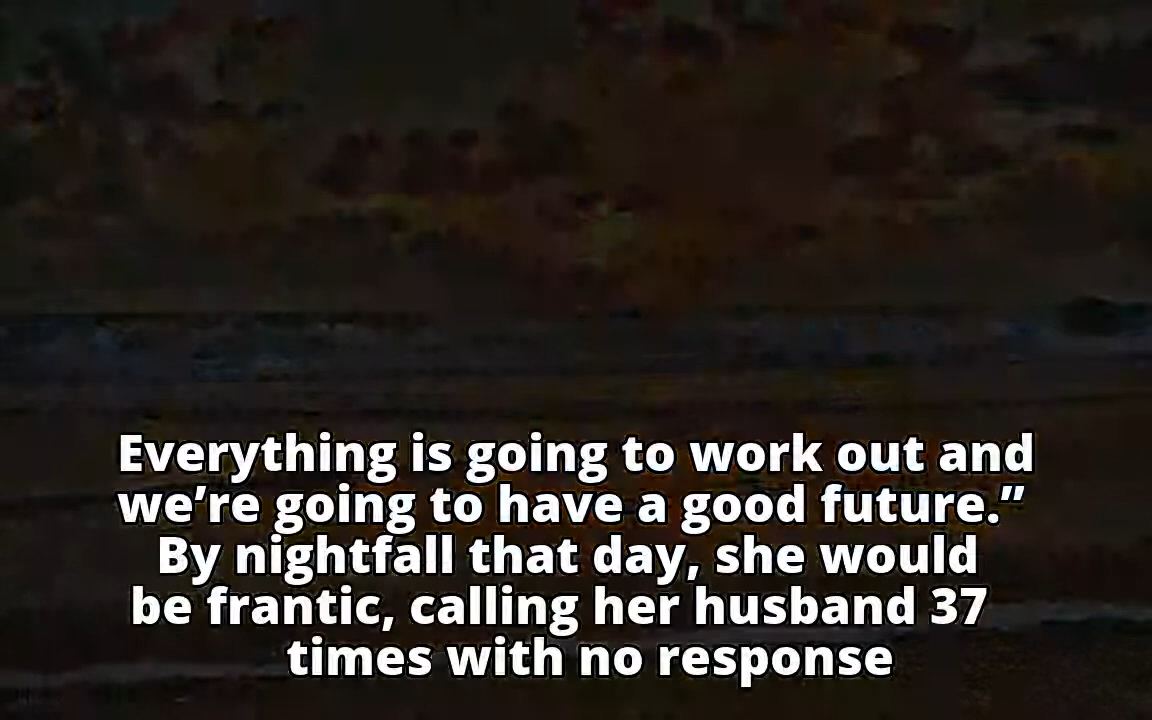 Everything is going to work out and
we’re going to have a good future.”
By nightfall that day, she would
be frantic, calling her husband 37
times with no response